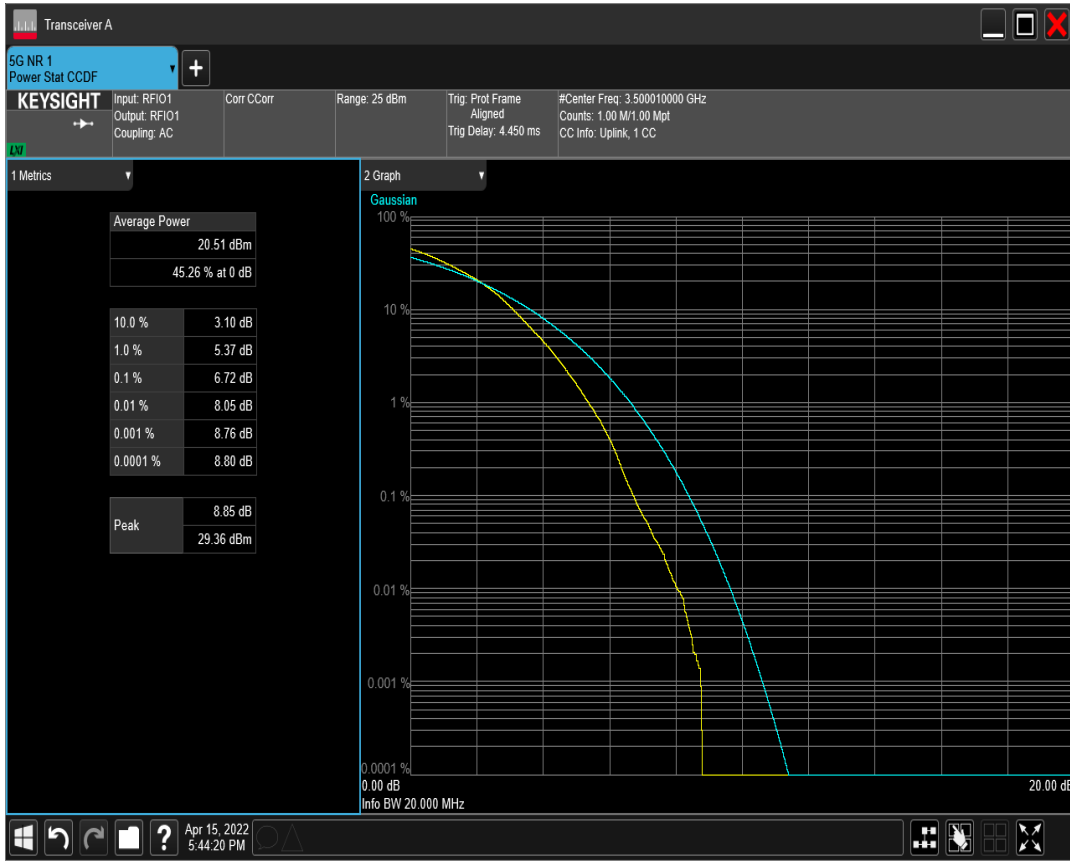 Transceiver A
5G NR 1
Power Stat CCDF
KEYSIGHT
LXI
Input: RFIO1
Output: RFIO1
Coupling: AC
Corr CCorr
Range: 25 dBm
Trig: Prot Frame
Aligned
Trig Delay: 4.450 ms
#Center Freq: 3.500010000 GHz
Counts: 1.00 M/1.00 Mpt
CC Info: Uplink, 1 CC
1 Metrics
Average Power
20.51 dBm
45.26 % at 0 dB
10.0 % 3.10 dB
1.0 % 5.37 dB
0.1 % 6.72 dB
0.01 % 8.05 dB
0.001 % 8.76 dB
0.0001 % 8.80 dB
Peak
8.85 dB
29.36 dBm
2 Graph
Gaussian
100 %
10 %
1 %
0.1 %
0.01 %
0.001 %
0.0001 %
0.00 dB 20.00 dB
Info BW 20.000 MHz
?
Apr 15, 2022
5:44:20 PM